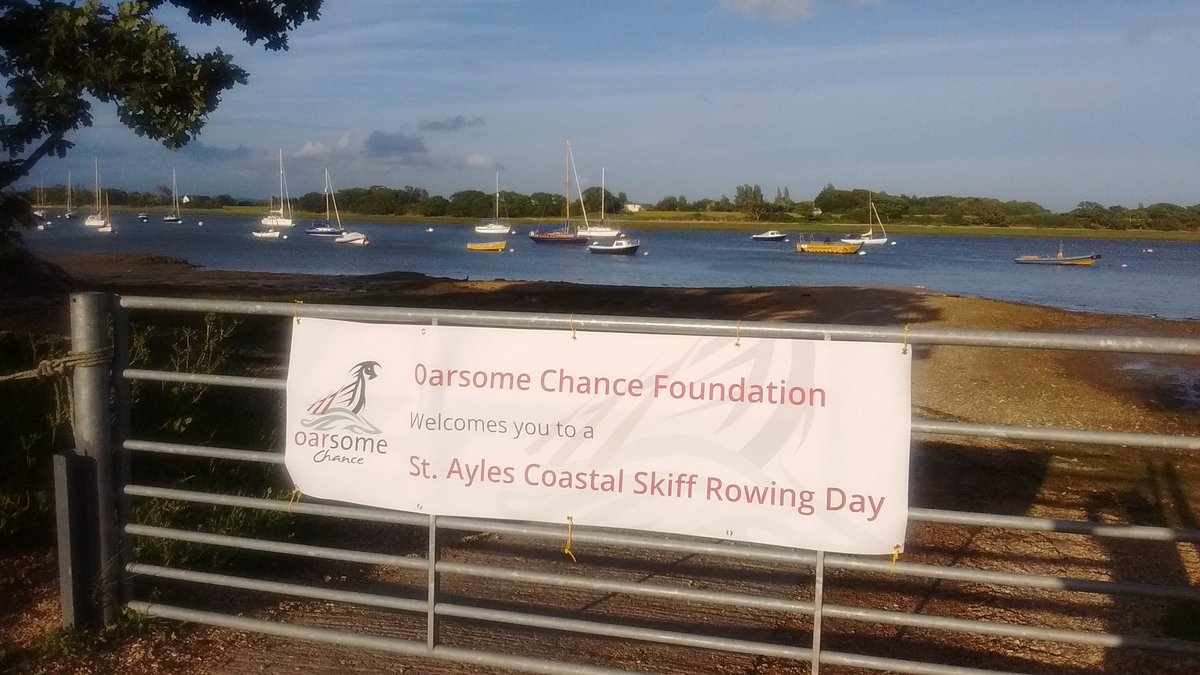 Oarsome Chance Foundation
Welcomes you to a
St. Ayles Coastal Skiff Rowing Day
oarsome
Chance